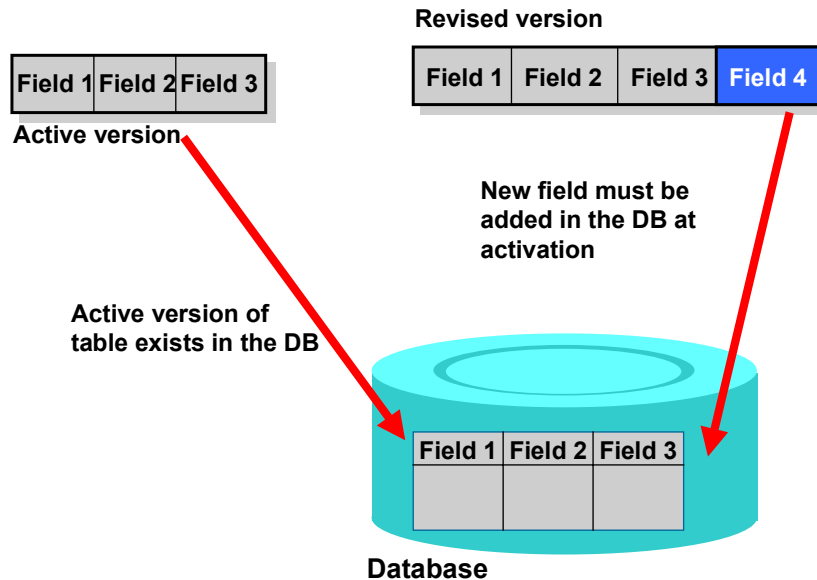 Revised version
Field 1 Field 2 Field 3 Field 4
Field 1 Field 2 Field 3
Active version
New field must be
added in the DB at
activation
Active version of
table exists in the DB
Field 1 Field 2 Field 3
Database